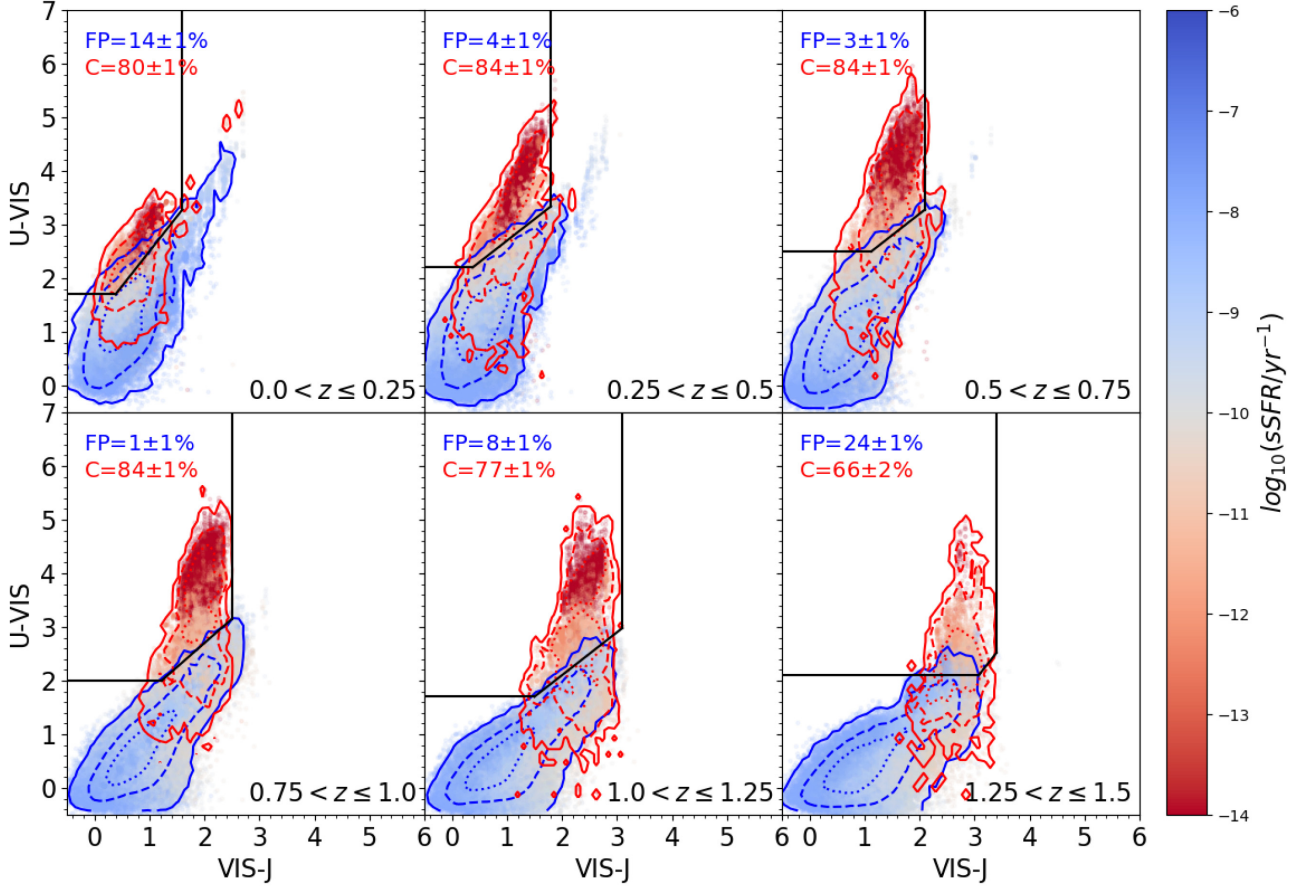 7
6
5
4
3
2
1
0
U-VIS
FP=14±1%
C=80±1%
0.0 < z ≤ 0.25
FP=4±1%
C=84±1%
0.25 < z ≤ 0.5
FP=3±1%
C=84±1%
0.5 < z ≤ 0.75
7
6
5
4
3
2
1
0
U-VIS
FP=1±1%
C=84±1%
0.75 < z ≤ 1.0
FP=8±1%
C=77±1%
1.0 < z ≤ 1.25
FP=24±1%
C=66±2%
1.25 < z ≤ 1.5
0 1 2 3 4 5 6
VIS-J
0 1 2 3 4 5 6
VIS-J
0 1 2 3 4 5 6
VIS-J
−6
−7
−8
−9
−10
−11
−12
−13
−14
log₁₀(sSFR/yr⁻¹)